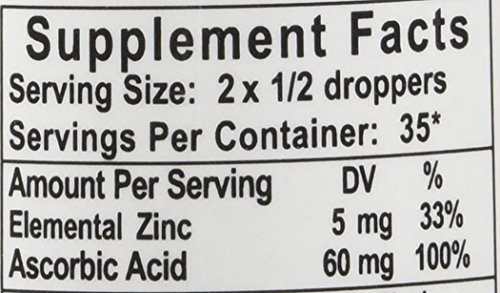 Supplement Facts
Serving Size: 2 x 1/2 droppers
Servings Per Container: 35*
Amount Per Serving DV %
Elemental Zinc 5 mg 33%
Ascorbic Acid 60 mg 100%